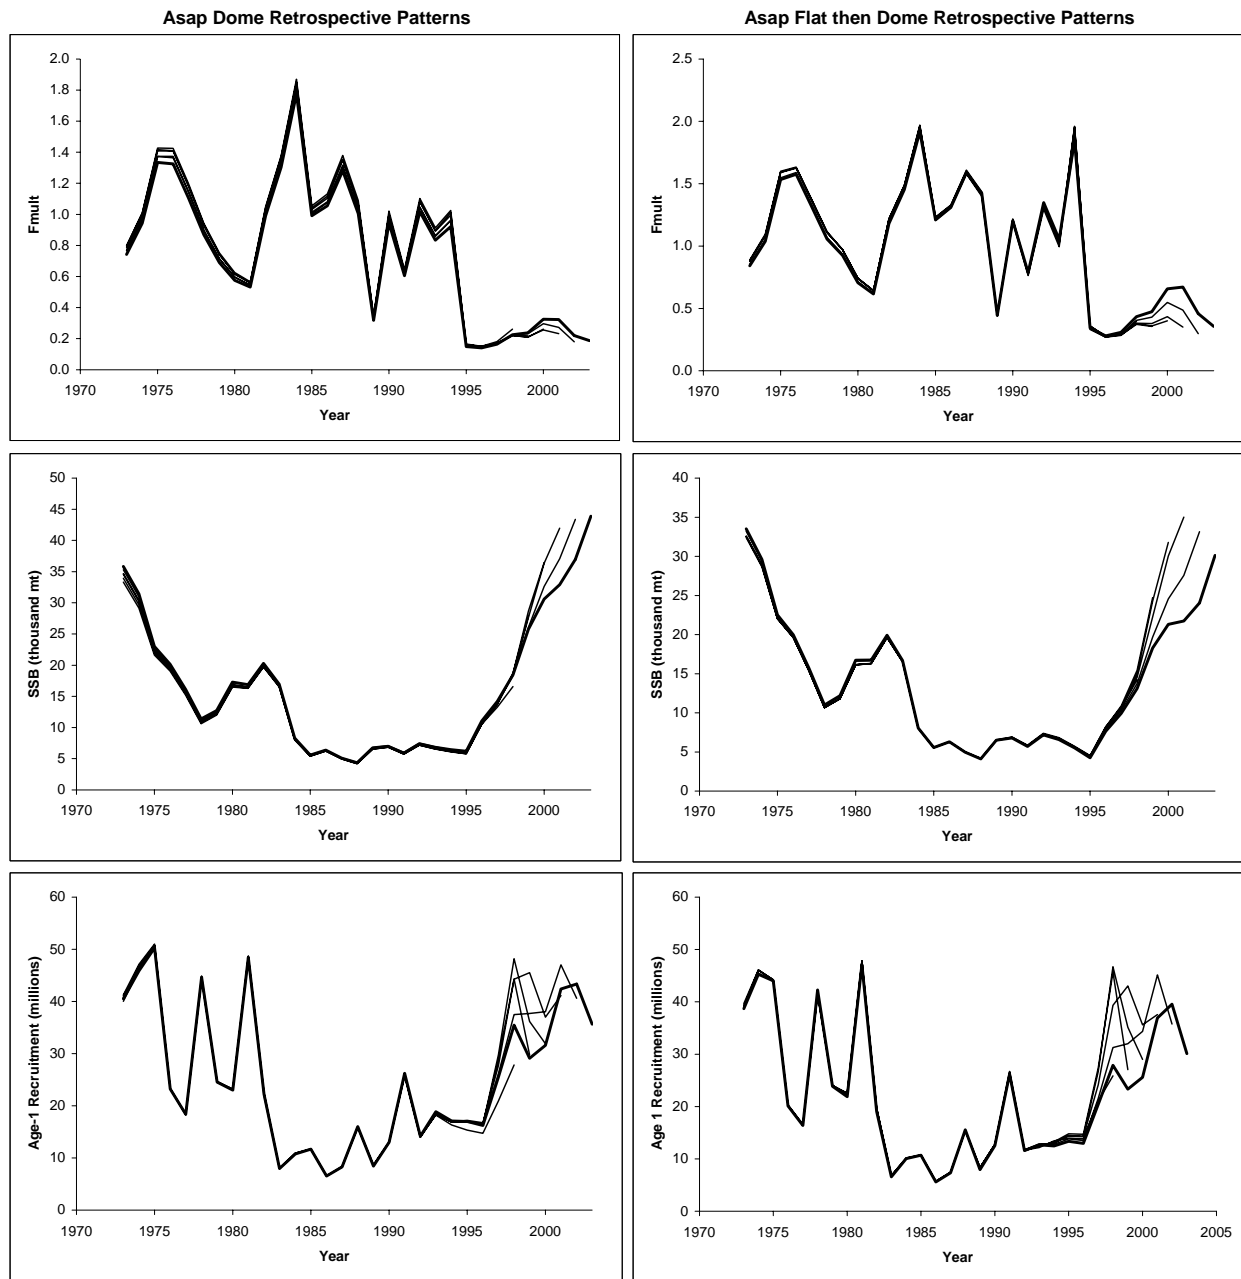 Asap Dome Retrospective Patterns
2.0
1.8
1.6
1.4
1.2
1.0
0.8
0.6
0.4
0.2
0.0
Fmult
1970 1975 1980 1985 1990 1995 2000
Year
Asap Flat then Dome Retrospective Patterns
2.5
2.0
1.5
1.0
0.5
0.0
Fmult
1970 1975 1980 1985 1990 1995 2000
Year
50
45
40
35
30
25
20
15
10
5
0
SSB (thousand mt)
1970 1975 1980 1985 1990 1995 2000
Year
40
35
30
25
20
15
10
5
0
SSB (thousand mt)
1970 1975 1980 1985 1990 1995 2000
Year
60
50
40
30
20
10
0
Age-1 Recruitment (millions)
1970 1975 1980 1985 1990 1995 2000
Year
60
50
40
30
20
10
0
Age 1 Recruitment (millions)
1970 1975 1980 1985 1990 1995 2000 2005
Year